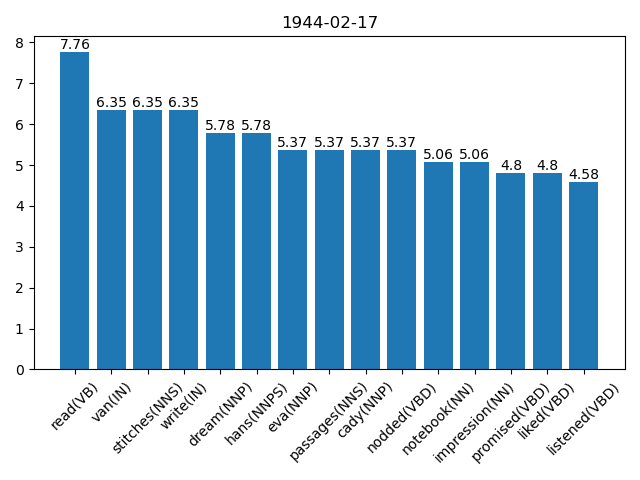 1944-02-17
8
7
6
5
4
3
2
1
0
7.76
6.35
6.35
6.35
5.78
5.78
5.37
5.37
5.37
5.37
5.06
5.06
4.8
4.8
4.58
read(VB)
van(IN)
stitches(NNS)
write(IN)
dream(NNP)
hans(NNPS)
eva(NNP)
passages(NNS)
cady(NNP)
nodded(VBD)
notebook(NN)
impression(NN)
promised(VBD)
liked(VBD)
listened(VBD)